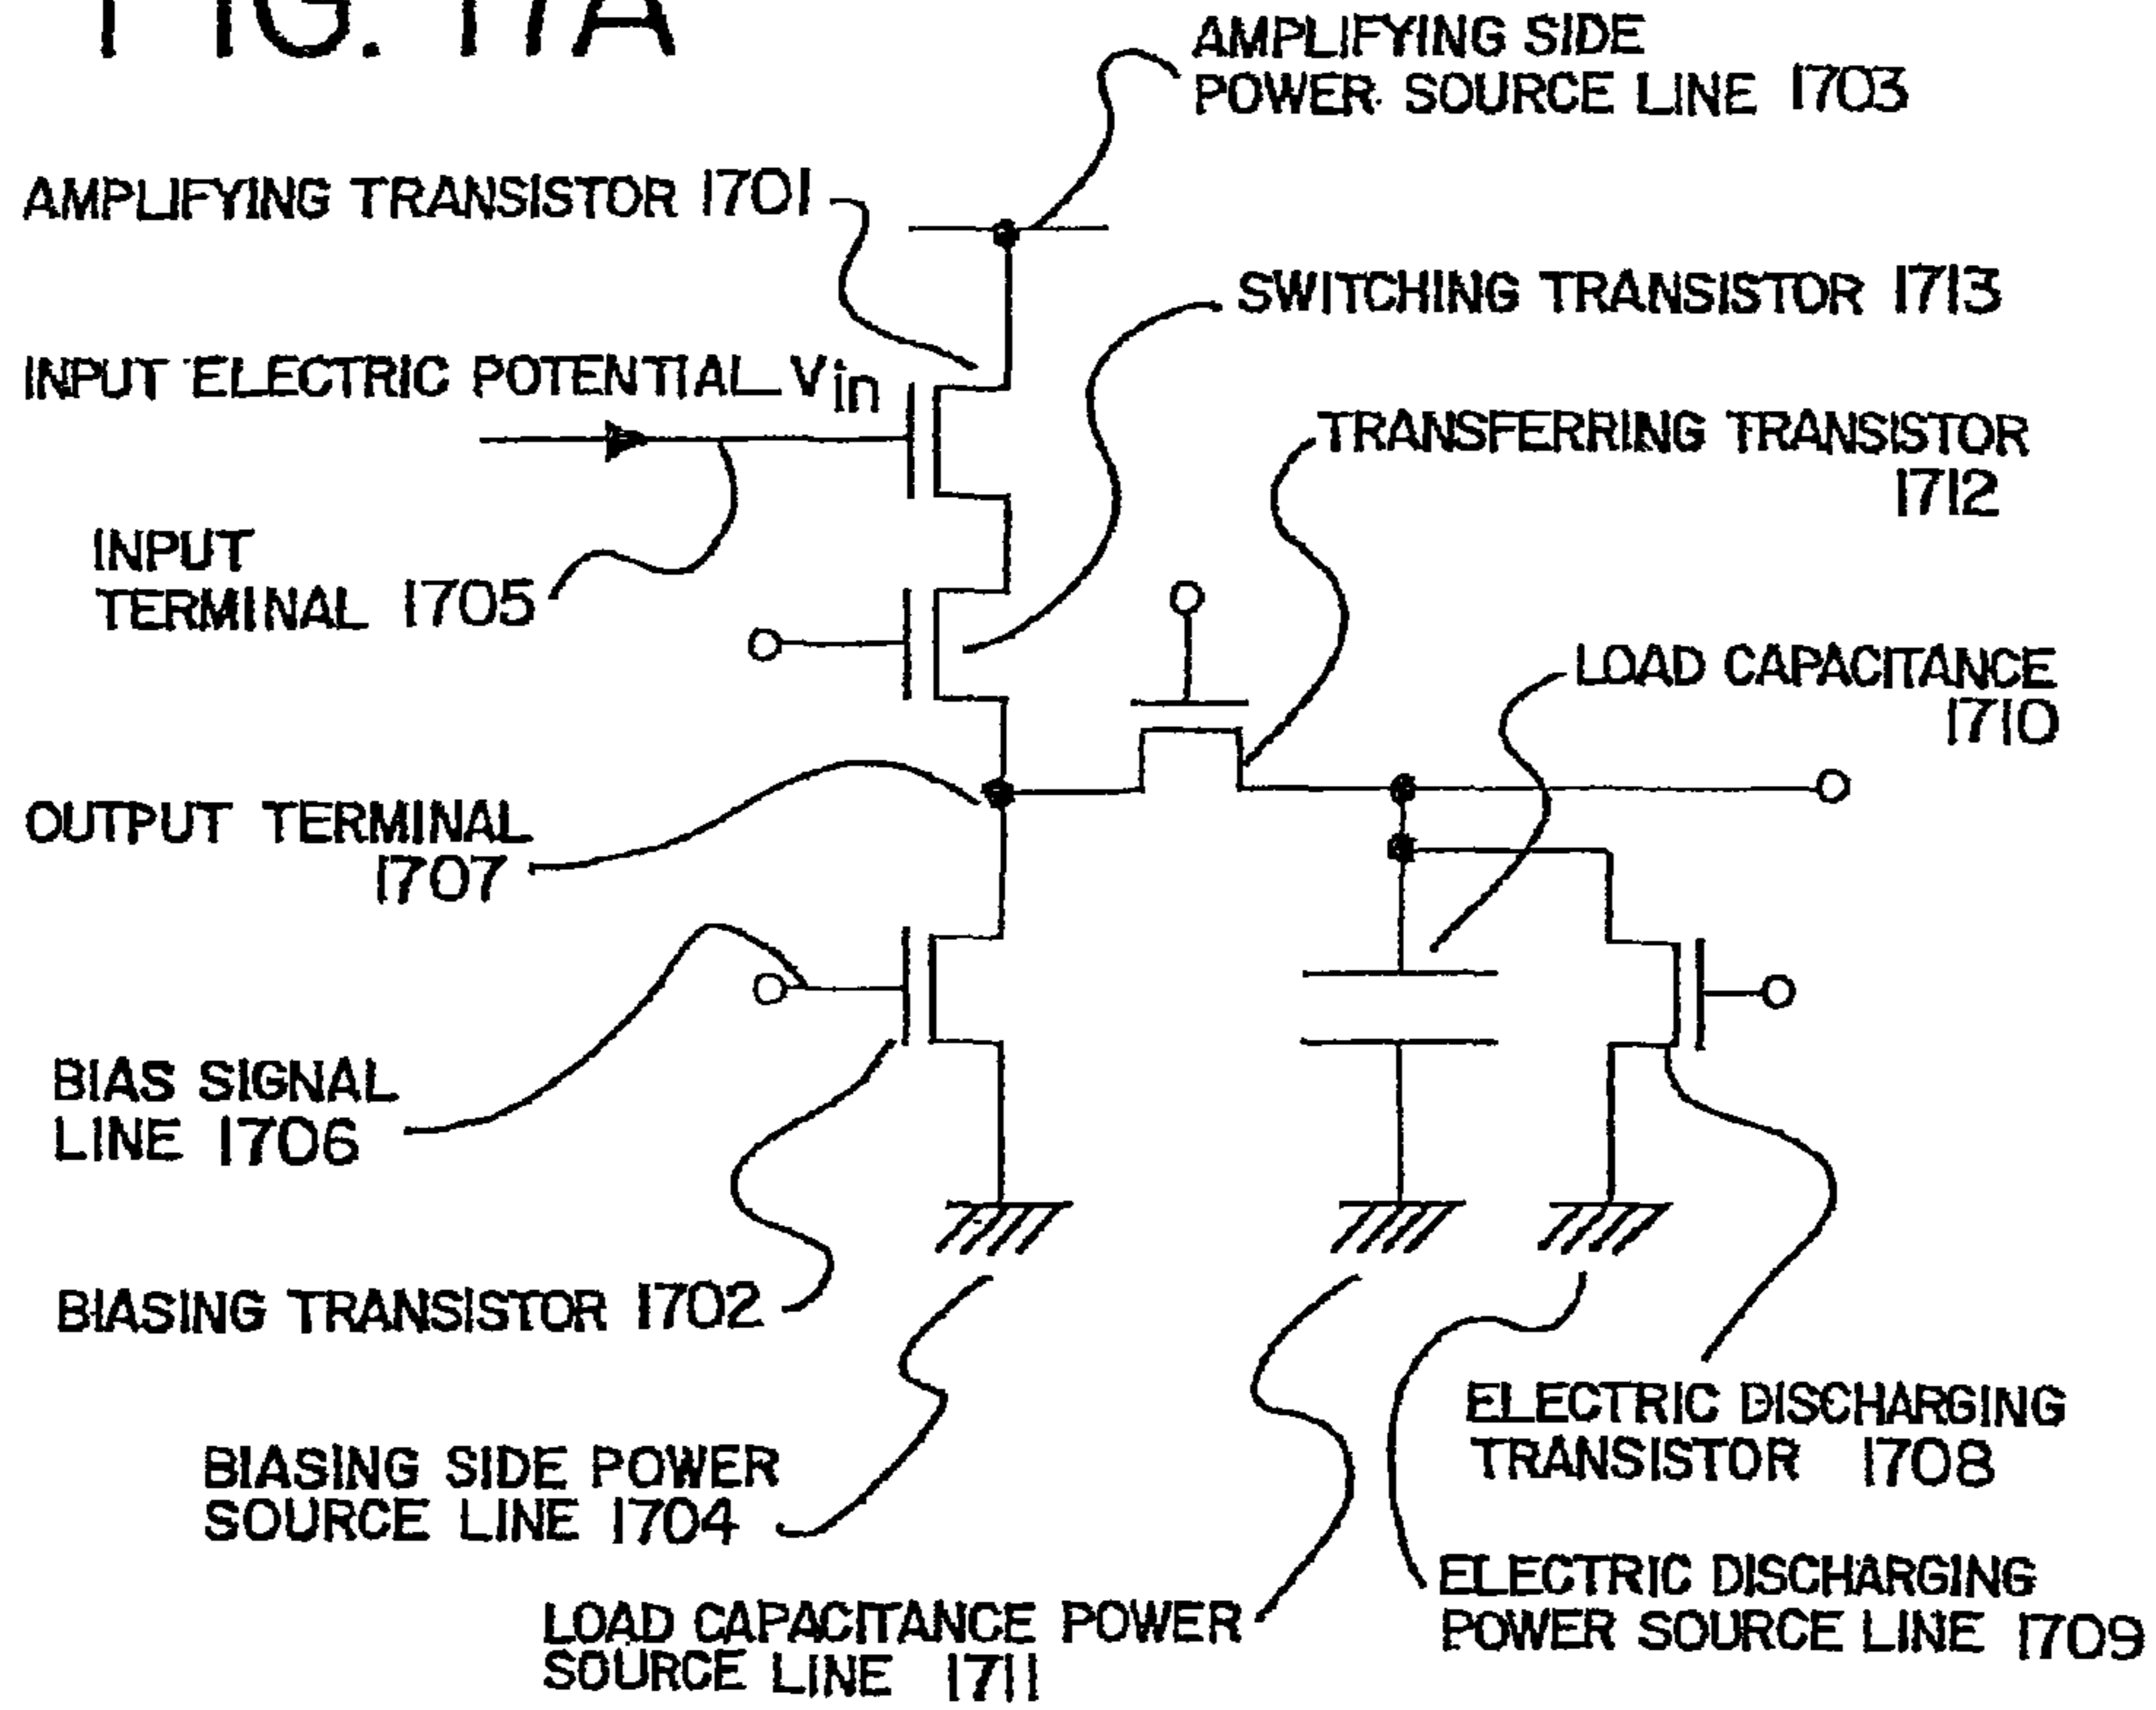 FIG. 17A
AMPLIFYING SIDE
POWER SOURCE LINE 1703
AMPLIFYING TRANSISTOR 1701
SWITCHING TRANSISTOR 1713
INPUT ELECTRIC POTENTIAL Vin
TRANSFERRING TRANSISTOR
1712
INPUT
TERMINAL 1705
LOAD CAPACITANCE
1710
OUTPUT TERMINAL
1707
BIAS SIGNAL
LINE 1706
BIASING TRANSISTOR 1702
ELECTRIC DISCHARGING
TRANSISTOR 1708
BIASING SIDE POWER
SOURCE LINE 1704
ELECTRIC DISCHARGING
POWER SOURCE LINE 1709
LOAD CAPACITANCE POWER
SOURCE LINE 1711